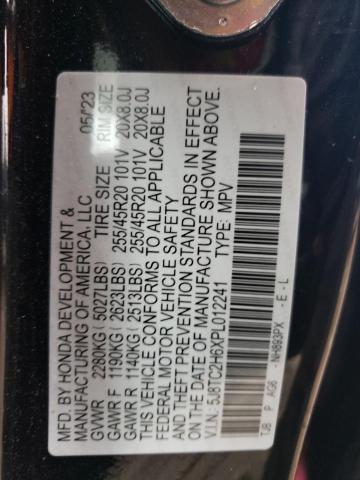 MFD. BY HONDA DEVELOPMENT &
MANUFACTURING OF AMERICA, LLC 05/23
GVWR 2280KG ( 5027LBS) TIRE SIZE RIM SIZE
GAWR F 1190KG ( 2623LBS) 255/45R20 101V 20X8.0J
GAWR R 1140KG ( 2513LBS) 255/45R20 101V 20X8.0J
THIS VEHICLE CONFORMS TO ALL APPLICABLE
FEDERAL MOTOR VEHICLE SAFETY
AND THEFT PREVENTION STANDARDS IN EFFECT
ON THE DATE OF MANUFACTURE SHOWN ABOVE.
V.I.N: 5J8TC2H6XPL012241 TYPE: MPV
TJB P AG6 -NH893PX - E - L